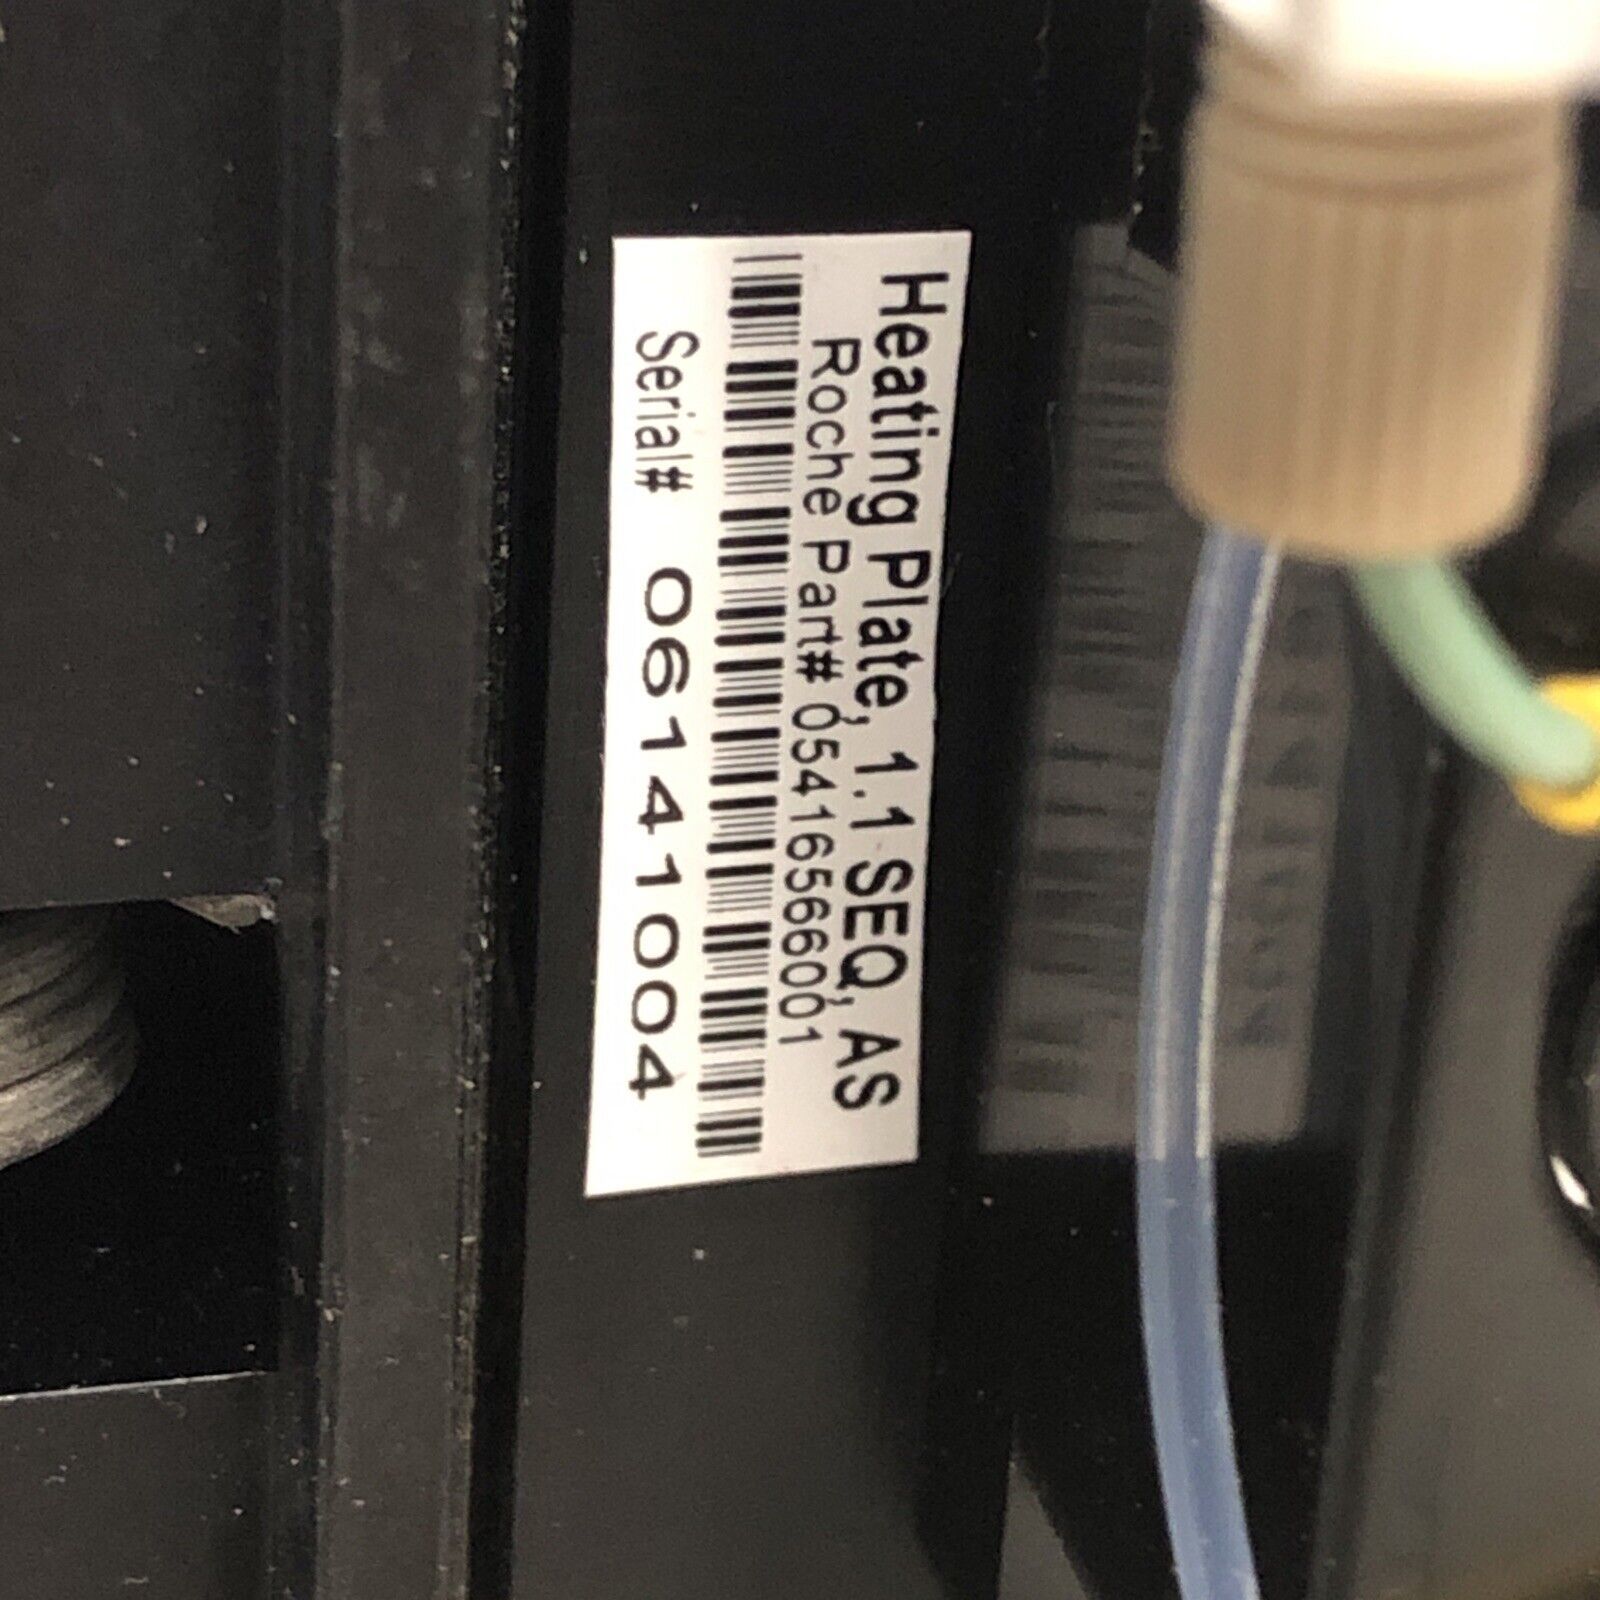 Heating Plate, 1.1 SEQ, AS
Roche Part# 05416566001
Serial# 06141004